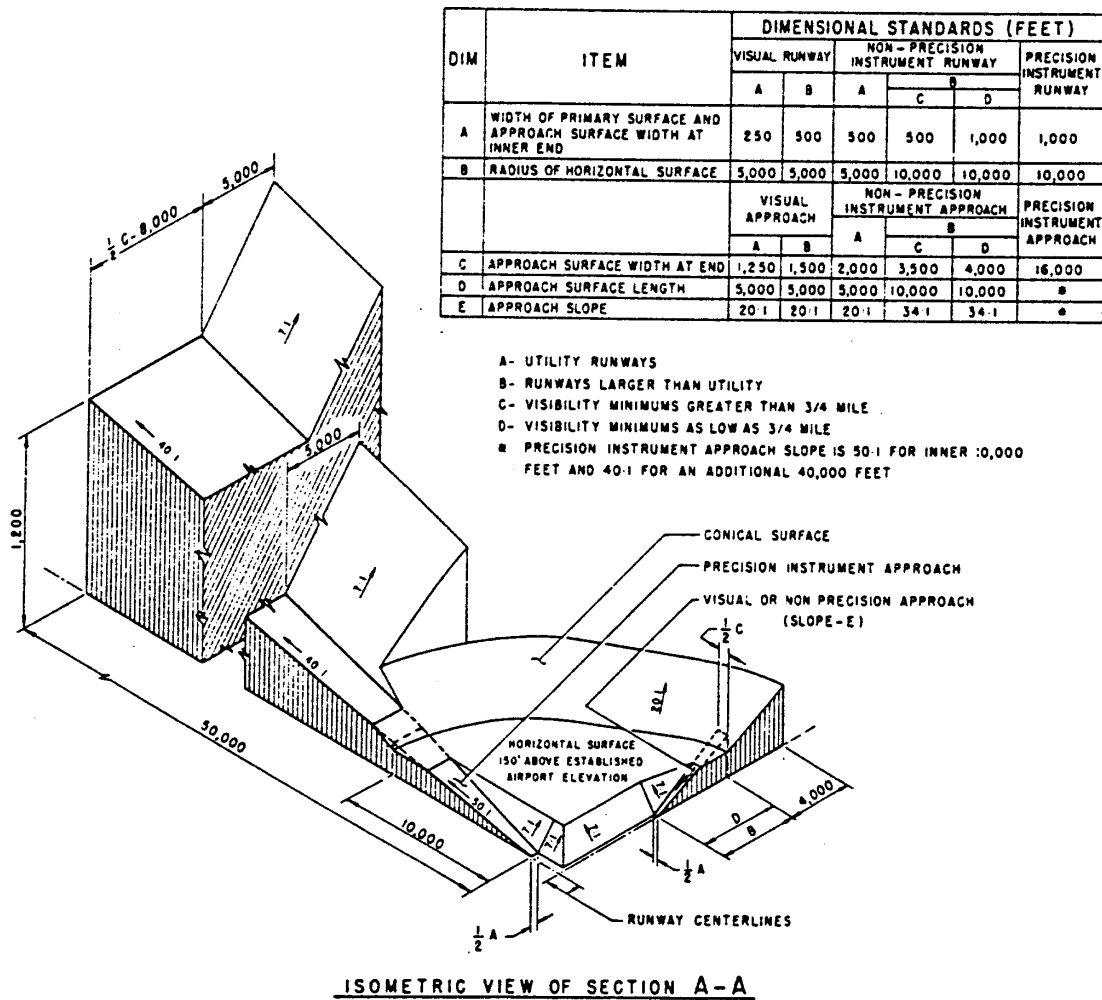 DIMENSIONAL STANDARDS (FEET)
DIM
ITEM
VISUAL RUNWAY
NON-PRECISION
INSTRUMENT RUNWAY
PRECISION
INSTRUMENT
RUNWAY
A
B
A
B
C
D
A
WIDTH OF PRIMARY SURFACE AND
APPROACH SURFACE WIDTH AT
INNER END
250 500 500 500 1,000 1,000
B RADIUS OF HORIZONTAL SURFACE 5,000 5,000 5,000 10,000 10,000 10,000
VISUAL
APPROACH
NON-PRECISION
INSTRUMENT APPROACH
PRECISION
INSTRUMENT
APPROACH
A
B
A
B
C
D
C APPROACH SURFACE WIDTH AT END 1,250 1,500 2,000 3,500 4,000 16,000
D APPROACH SURFACE LENGTH 5,000 5,000 5,000 10,000 10,000 *
E APPROACH SLOPE 20:1 20:1 20:1 34:1 34:1 *
A- UTILITY RUNWAYS
B- RUNWAYS LARGER THAN UTILITY
C- VISIBILITY MINIMUMS GREATER THAN 3/4 MILE
D- VISIBILITY MINIMUMS AS LOW AS 3/4 MILE
* PRECISION INSTRUMENT APPROACH SLOPE IS 50:1 FOR INNER 10,000
FEET AND 40:1 FOR AN ADDITIONAL 40,000 FEET
5,000
1/2 C-8,000
7:1
40:1
5,000
1,200
7:1
40:1
CONICAL SURFACE
PRECISION INSTRUMENT APPROACH
VISUAL OR NON PRECISION APPROACH
(SLOPE-E)
1/2 C
20:1
50,000
HORIZONTAL SURFACE
150' ABOVE ESTABLISHED
AIRPORT ELEVATION
50:1
7:1
7:1
7:1
7:1
10,000
4,000
D
B
1/2 A
1/2 A
RUNWAY CENTERLINES
ISOMETRIC VIEW OF SECTION A-A